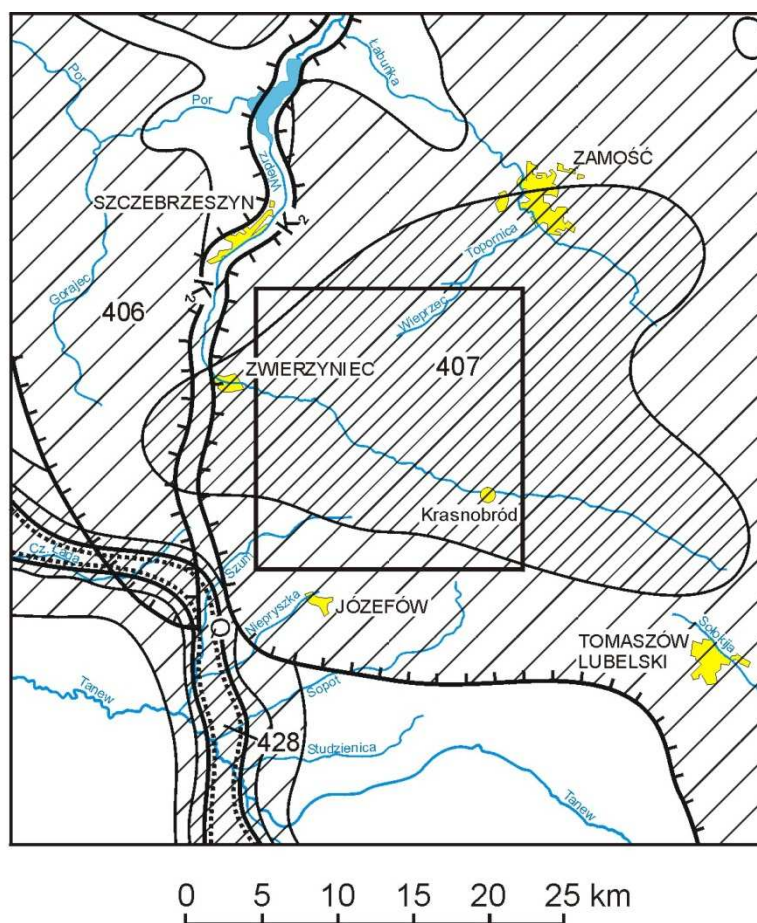 Por
Por
Łabuńka
Wieprz
ZAMOŚĆ
SZCZEBRZESZYN
K₂
Topornica
Gorajec
K₂
406
Wieprzec
407
ZWIERZYNIEC
Krasnobród
Cz. Łada
Szum
Niepryszka
JÓZEFÓW
Q
Sołokija
TOMASZÓW
LUBELSKI
Tanew
Sopot
428
Studzienica
Tanew
0 5 10 15 20 25 km